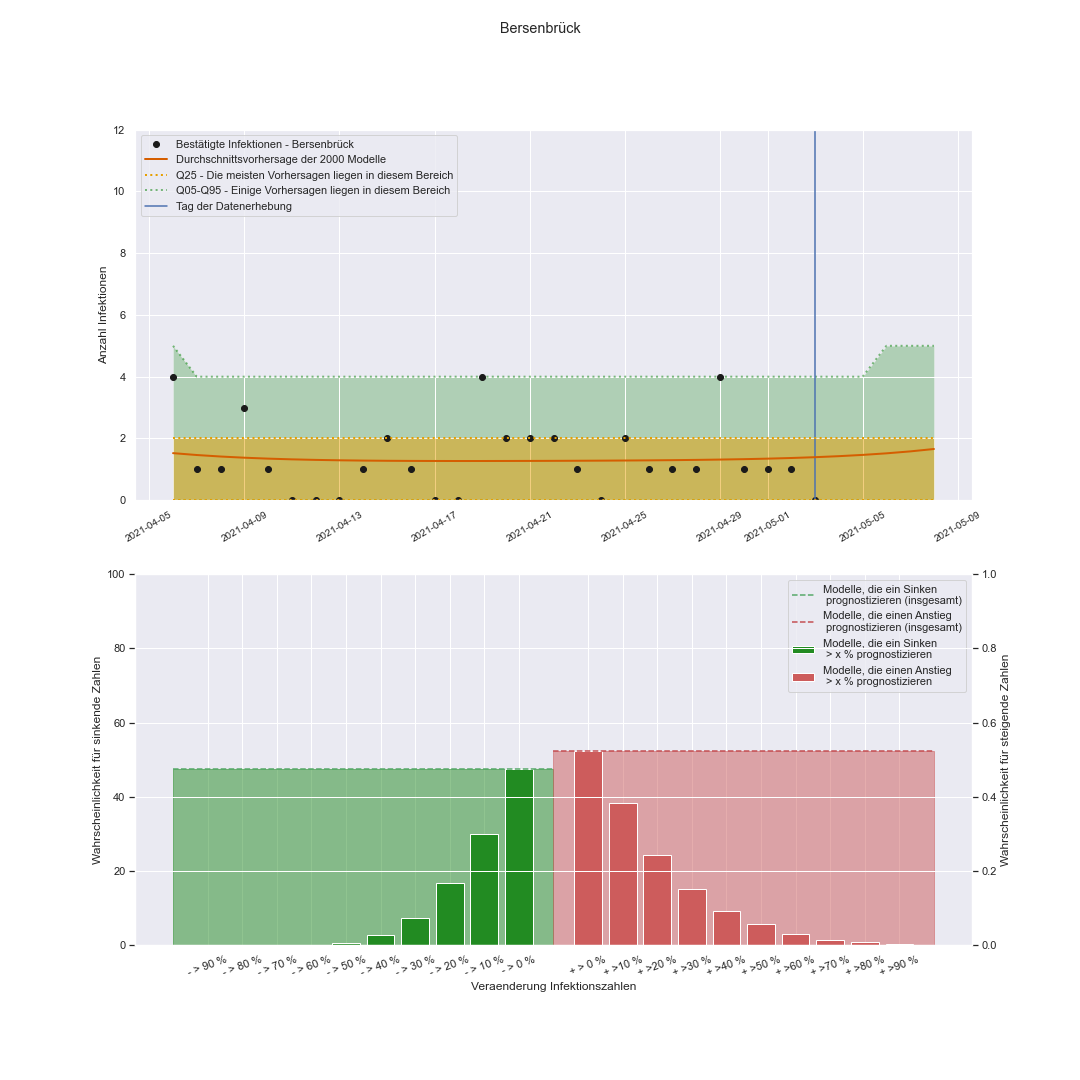 Bersenbrück
12
10
8
6
4
2
0
Anzahl Infektionen
Bestätigte Infektionen - Bersenbrück
Durchschnittsvorhersage der 2000 Modelle
Q25 - Die meisten Vorhersagen liegen in diesem Bereich
Q05-Q95 - Einige Vorhersagen liegen in diesem Bereich
Tag der Datenerhebung
2021-04-05
2021-04-09
2021-04-13
2021-04-17
2021-04-21
2021-04-25
2021-04-29
2021-05-01
2021-05-05
2021-05-09
100
80
60
40
20
0
Wahrscheinlichkeit für sinkende Zahlen
Modelle, die ein Sinken
prognostizieren (insgesamt)
Modelle, die einen Anstieg
prognostizieren (insgesamt)
Modelle, die ein Sinken
> x % prognostizieren
Modelle, die einen Anstieg
> x % prognostizieren
1.0
0.8
0.6
0.4
0.2
0.0
Wahrscheinlichkeit für steigende Zahlen
- > 90 %
- > 80 %
- > 70 %
- > 60 %
- > 50 %
- > 40 %
- > 30 %
- > 20 %
- > 10 %
- > 0 %
+ > 0 %
+ >10 %
+ >20 %
+ >30 %
+ >40 %
+ >50 %
+ >60 %
+ >70 %
+ >80 %
+ >90 %
Veraenderung Infektionszahlen